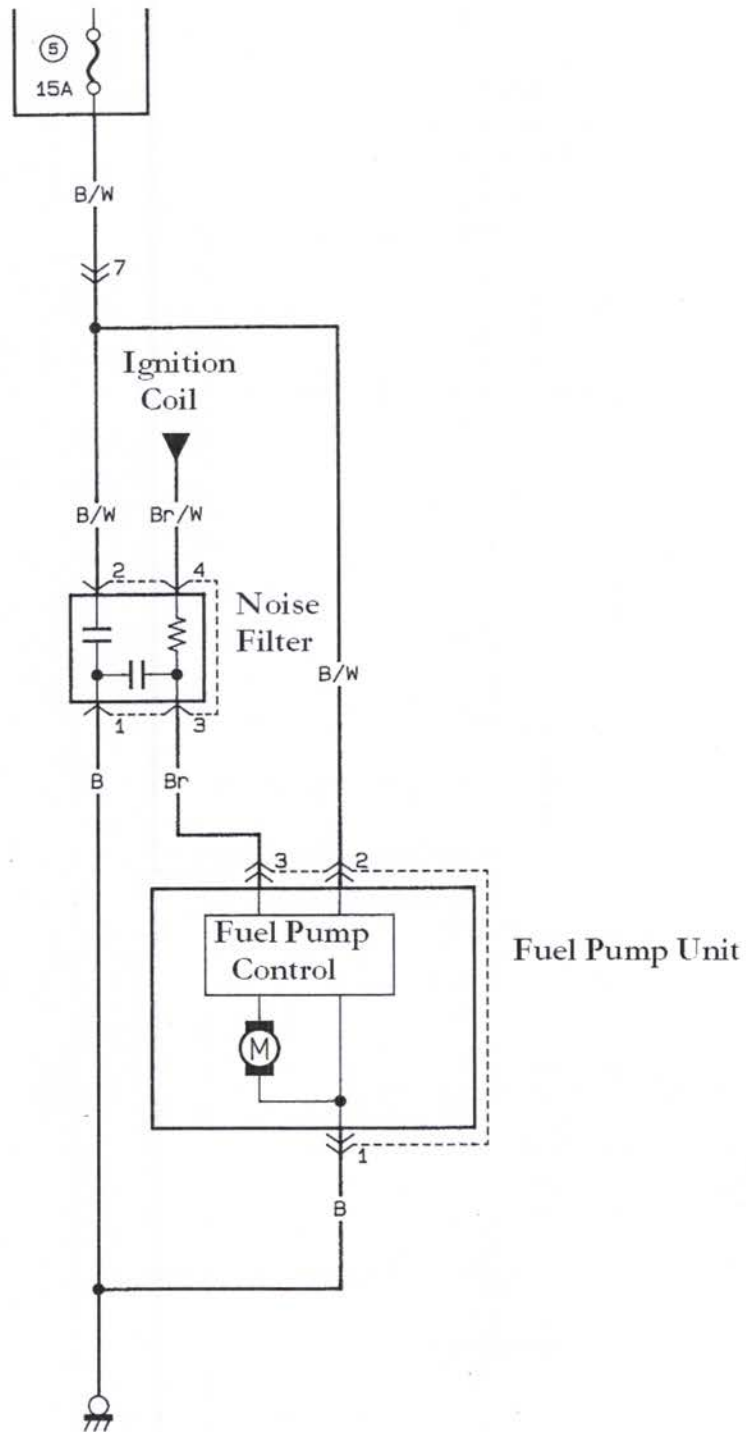 5
15A
B/W
7
Ignition
Coil
B/W
Br/W
2
4
Noise
Filter
B/W
1
3
B
Br
3
2
Fuel Pump
Control
Fuel Pump Unit
M
1
B